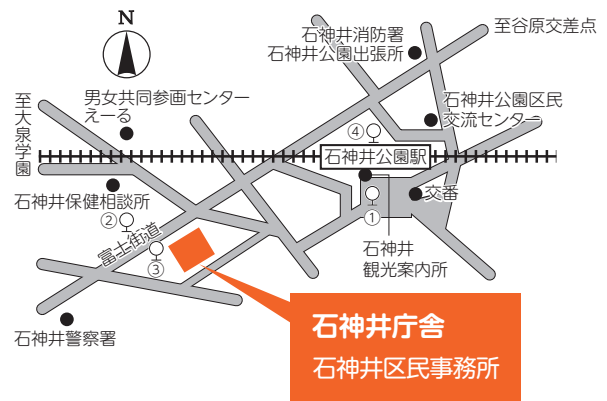 N
石神井消防署
石神井公園出張所
至谷原交差点
至大泉学園
男女共同参画センター
えーる
④
石神井公園区民
交流センター
石神井公園駅
石神井保健相談所
②
①
交番
富士街道
③
石神井
観光案内所
石神井警察署
石神井庁舎
石神井区民事務所